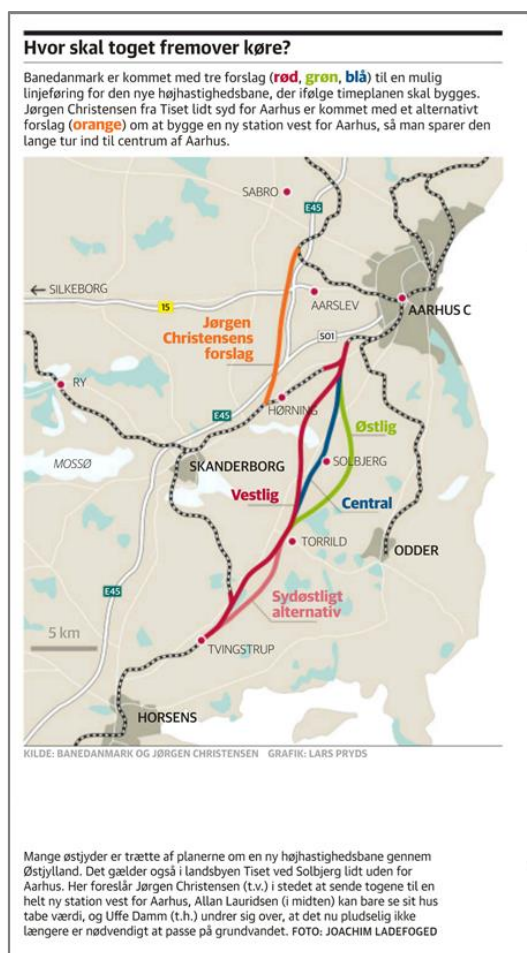 Hvor skal toget fremover køre?
Banedanmark er kommet med tre forslag (rød, grøn, blå) til en mulig
linjeføring for den nye højhastighedsbane, der ifølge timeplanen skal bygges.
Jørgen Christensen fra Tiset lidt syd for Aarhus er kommet med et alternativt
forslag (orange) om at bygge en ny station vest for Aarhus, så man sparer den
lange tur ind til centrum af Aarhus.
SABRO
E45
← SILKEBORG
15
AARSLEV
AARHUS C
Jørgen
Christensens
forslag
501
RY
E45
HØRNING
Østlig
MOSSØ
SKANDERBORG
SOLBJERG
Vestlig
Central
TORRILD
ODDER
E45
Sydøstligt
alternativ
5 km
TVINGSTRUP
HORSENS
KILDE: BANEDANMARK OG JØRGEN CHRISTENSEN GRAFIK: LARS PRYDS
Mange østjyder er trætte af planerne om en ny højhastighedsbane gennem
Østjylland. Det gælder også i landsbyen Tiset ved Solbjerg lidt uden for
Aarhus. Her foreslår Jørgen Christensen (t.v.) i stedet at sende togene til en
helt ny station vest for Aarhus, Allan Lauridsen (i midten) kan bare se sit hus
tabe værdi, og Uffe Damm (t.h.) undrer sig over, at det nu pludselig ikke
længere er nødvendigt at passe på grundvandet. FOTO: JOACHIM LADEFOGED